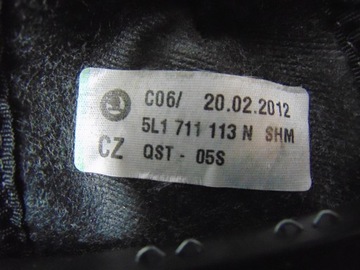 C06/ 20.02.2012
5L1 711 113 N SHM
CZ QST - 05S